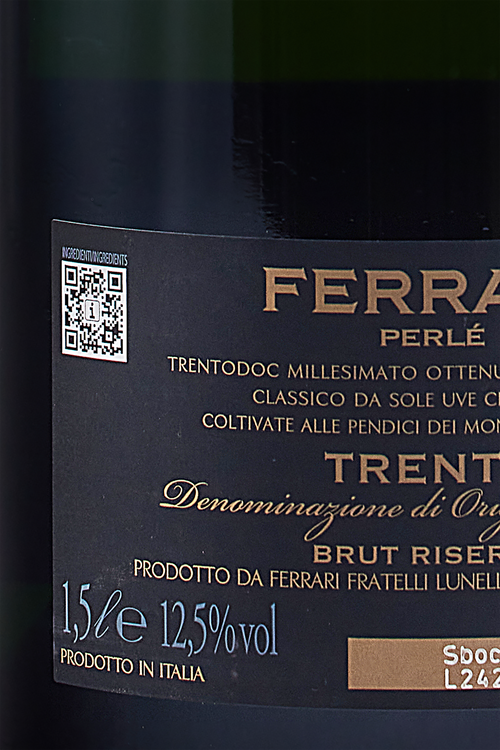 INGREDIENTI/INGREDIENTS
FERRA
PERLÉ
TRENTODOC MILLESIMATO OTTENU
CLASSICO DA SOLE UVE C
COLTIVATE ALLE PENDICI DEI MON
TRENT
Denominazione di Ori
BRUT RISER
PRODOTTO DA FERRARI FRATELLI LUNELL
1,5 l e 12,5% vol
PRODOTTO IN ITALIA
Sboc
L242